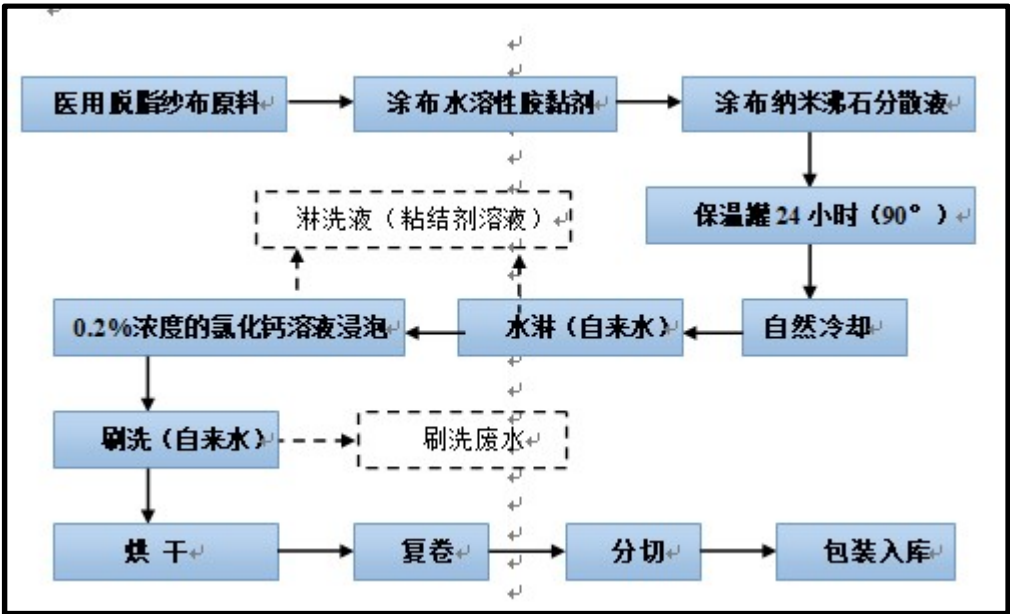 医用脱脂纱布原料
涂布水溶性胶黏剂
涂布纳米沸石分散液
保温罐 24 小时（90°）
淋洗液（粘结剂溶液）
自然冷却
水淋（自来水）
0.2%浓度的氯化钙溶液浸泡
刷洗（自来水）
刷洗废水
烘 干
复卷
分切
包装入库